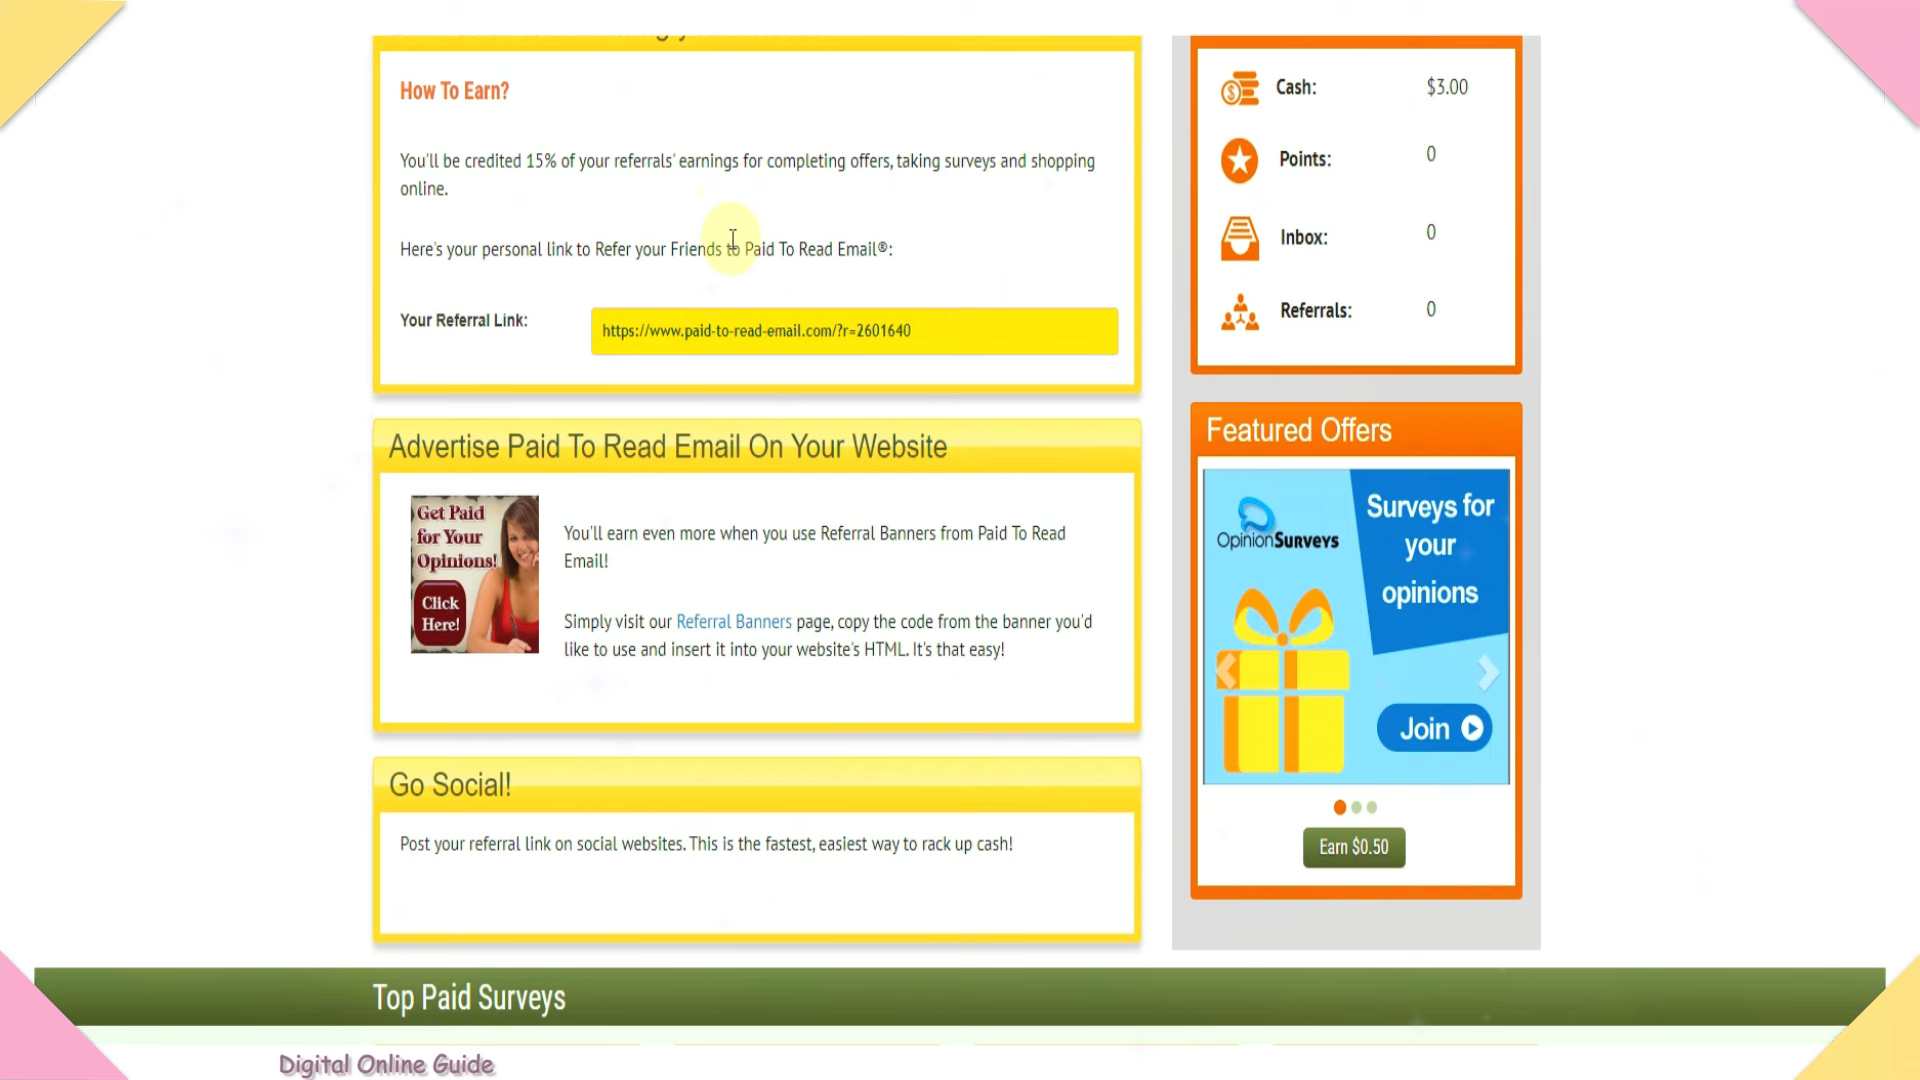 How To Earn?
You'll be credited 15% of your referrals' earnings for completing offers, taking surveys and shopping
online.
Here's your personal link to Refer your Friends to Paid To Read Email®:
Your Referral Link:
https://www.paid-to-read-email.com/?r=2601640
Advertise Paid To Read Email On Your Website
Get Paid
for Your
Opinions!
Click
Here!
You'll earn even more when you use Referral Banners from Paid To Read
Email!
Simply visit our Referral Banners page, copy the code from the banner you'd
like to use and insert it into your website's HTML. It's that easy!
Go Social!
Post your referral link on social websites. This is the fastest, easiest way to rack up cash!
Cash: $3.00
Points: 0
Inbox: 0
Referrals: 0
Featured Offers
OpinionSurveys
Surveys for
your
opinions
Join
Earn $0.50
Top Paid Surveys
Digital Online Guide